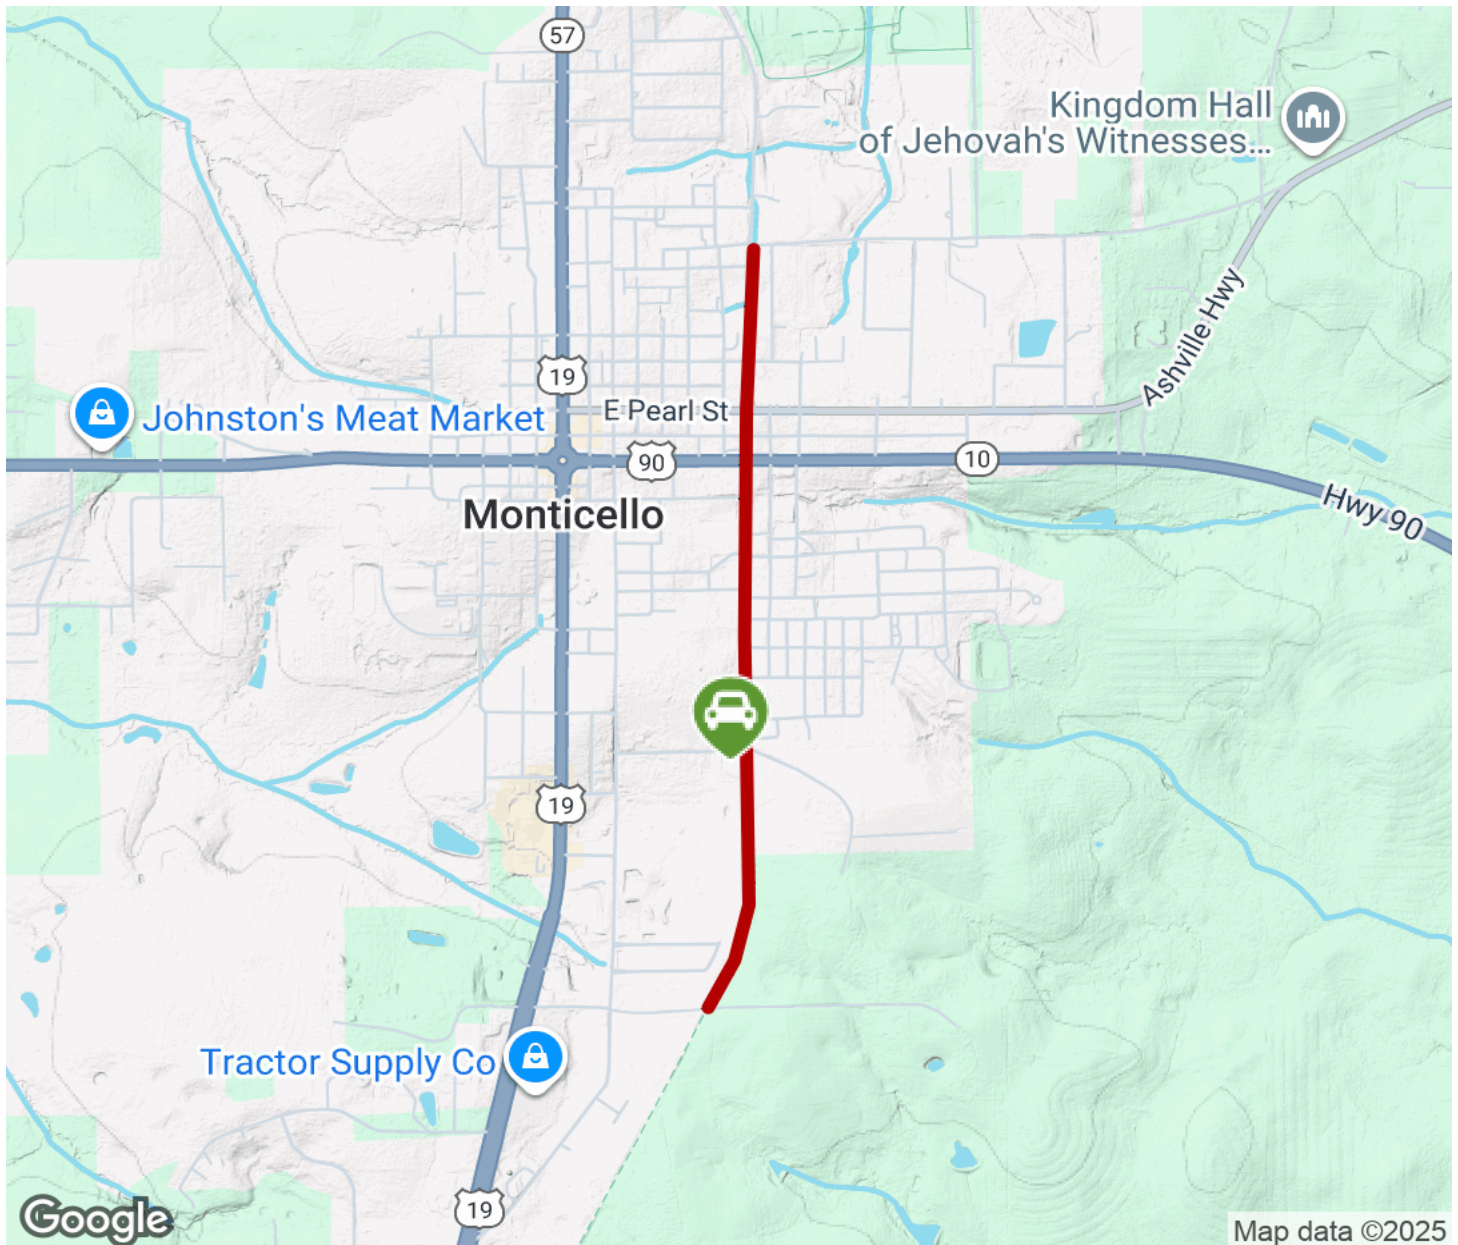 57
Kingdom Hall
of Jehovah's Witnesses...
Ashville Hwy
19
E Pearl St
Johnston's Meat Market
90
10
Hwy 90
Monticello
19
Tractor Supply Co
19
Google
Map data ©2025